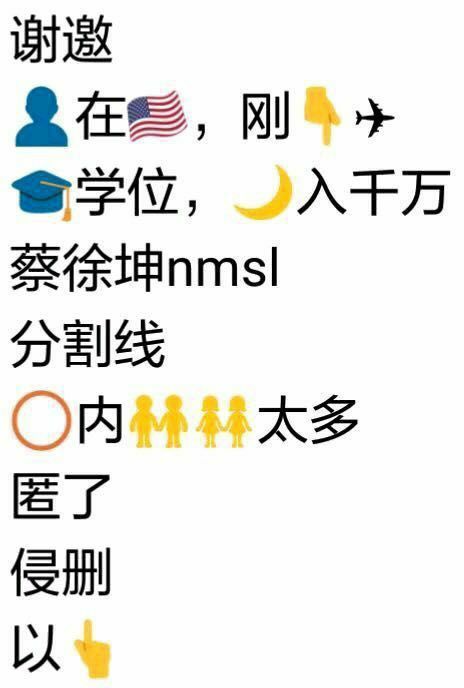 谢邀
👤在🇺🇸，刚👇✈
🎓学位，🌙入千万
蔡徐坤nmsl
分割线
⭕内👬👭太多
匿了
侵删
以👆